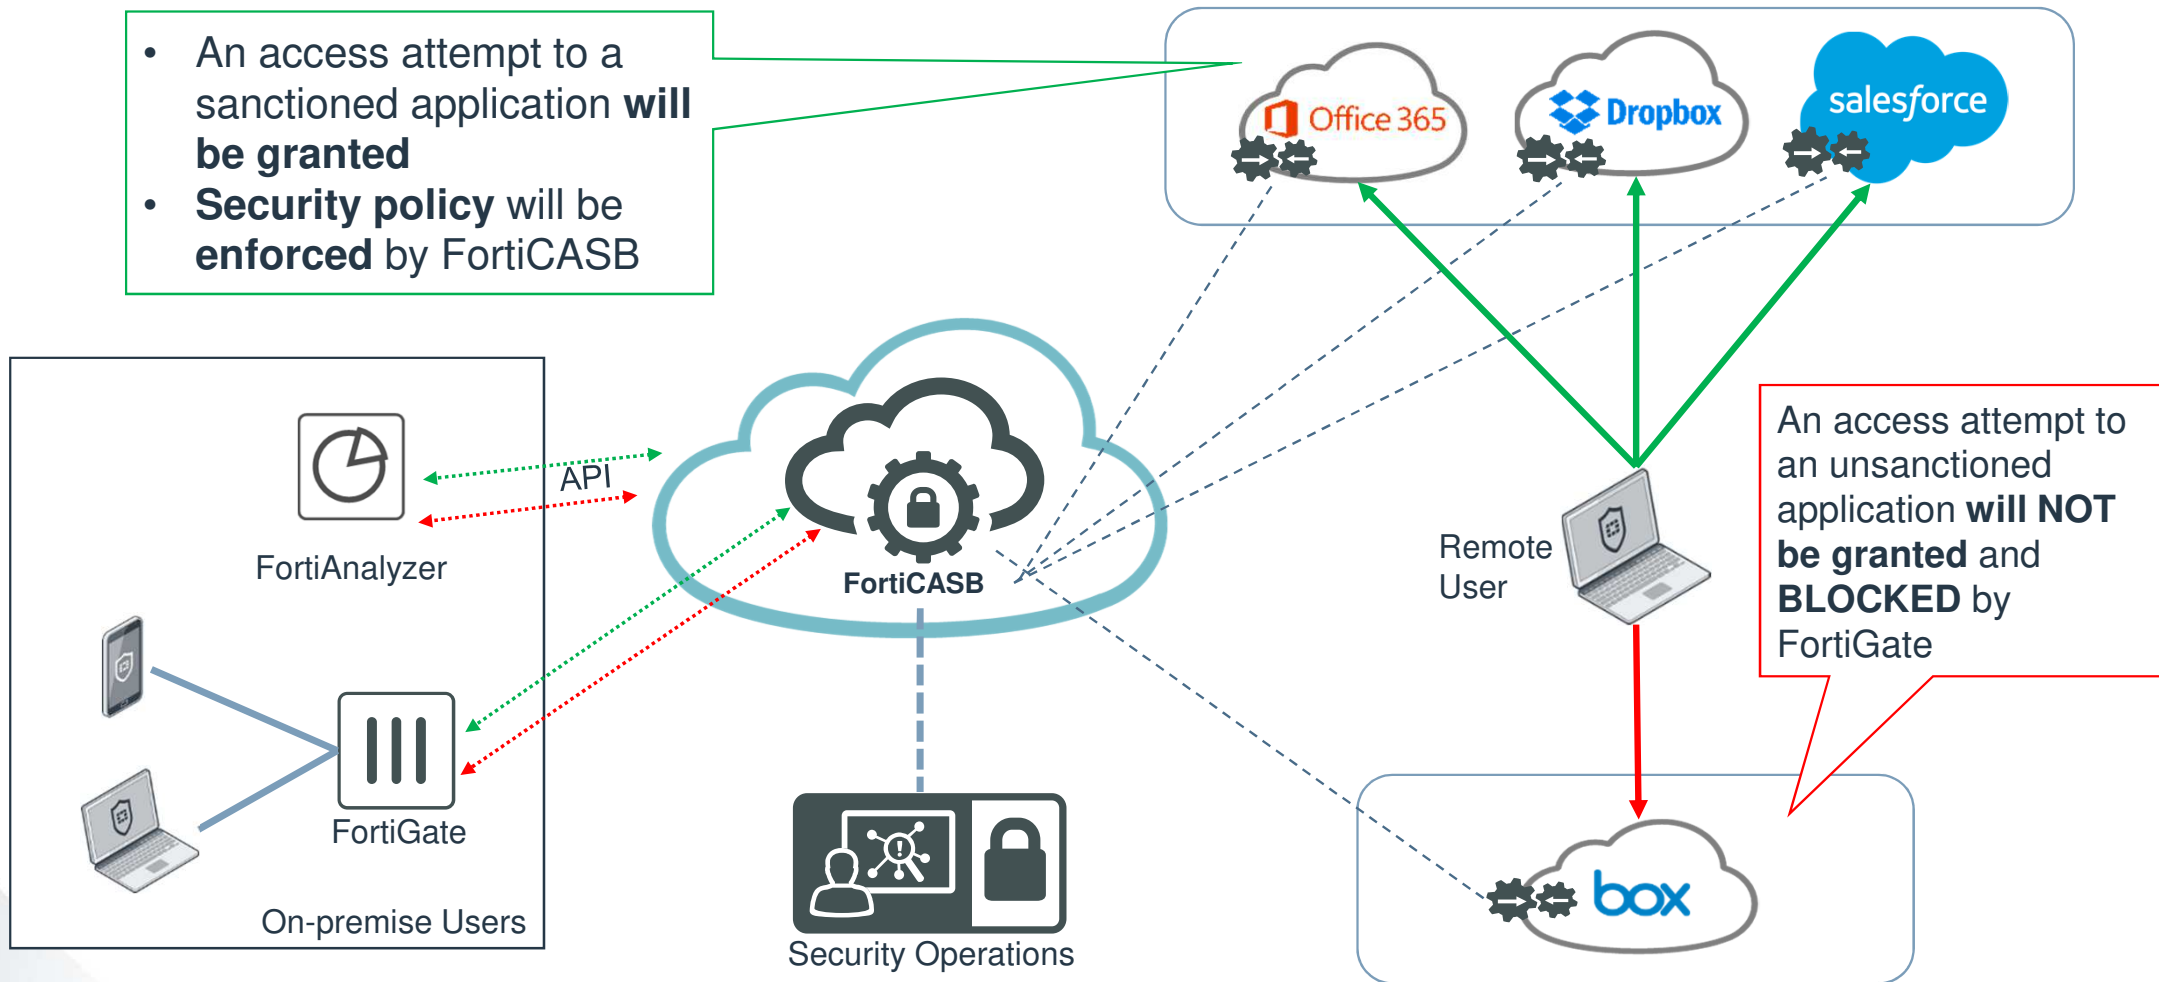 • An access attempt to a
sanctioned application will
be granted
• Security policy will be
enforced by FortiCASB
Office 365
Dropbox
salesforce
API
FortiAnalyzer
FortiCASB
Remote
User
An access attempt to
an unsanctioned
application will NOT
be granted and
BLOCKED by
FortiGate
FortiGate
On-premise Users
Security Operations
box